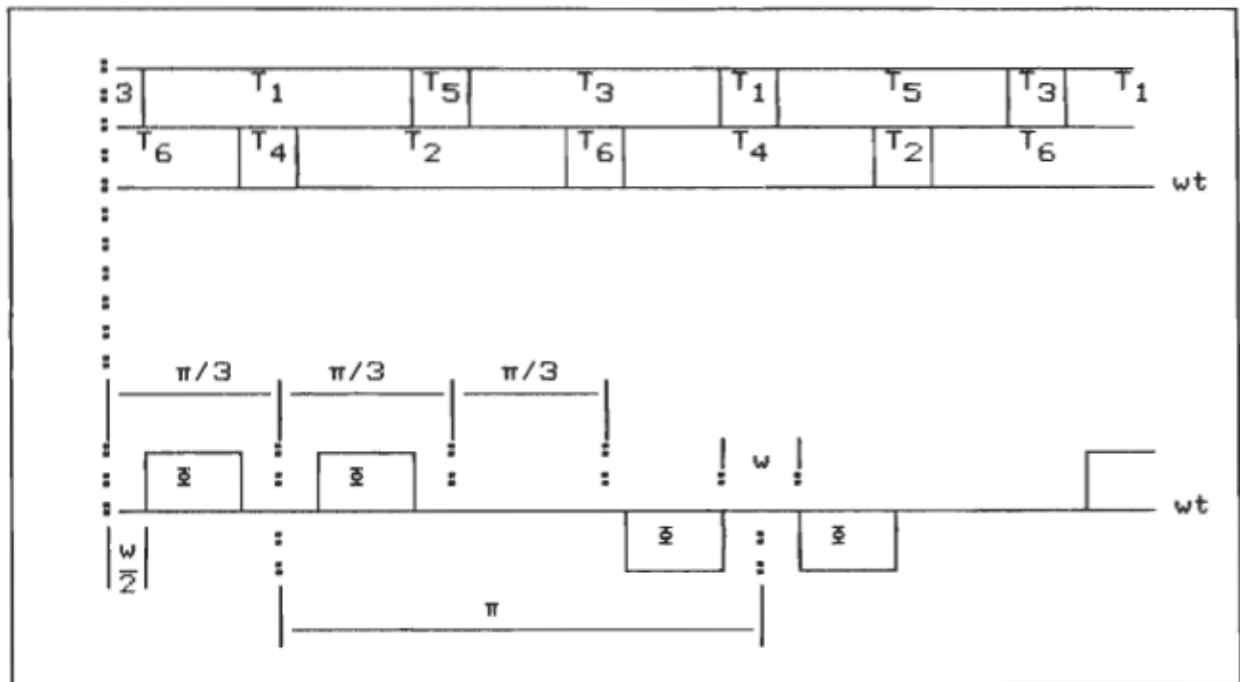 3 T1 T5 T3 T1 T5 T3 T1
T6 T4 T2 T6 T4 T2 T6
wt
π/3 π/3 π/3
w
wt
w
2
π